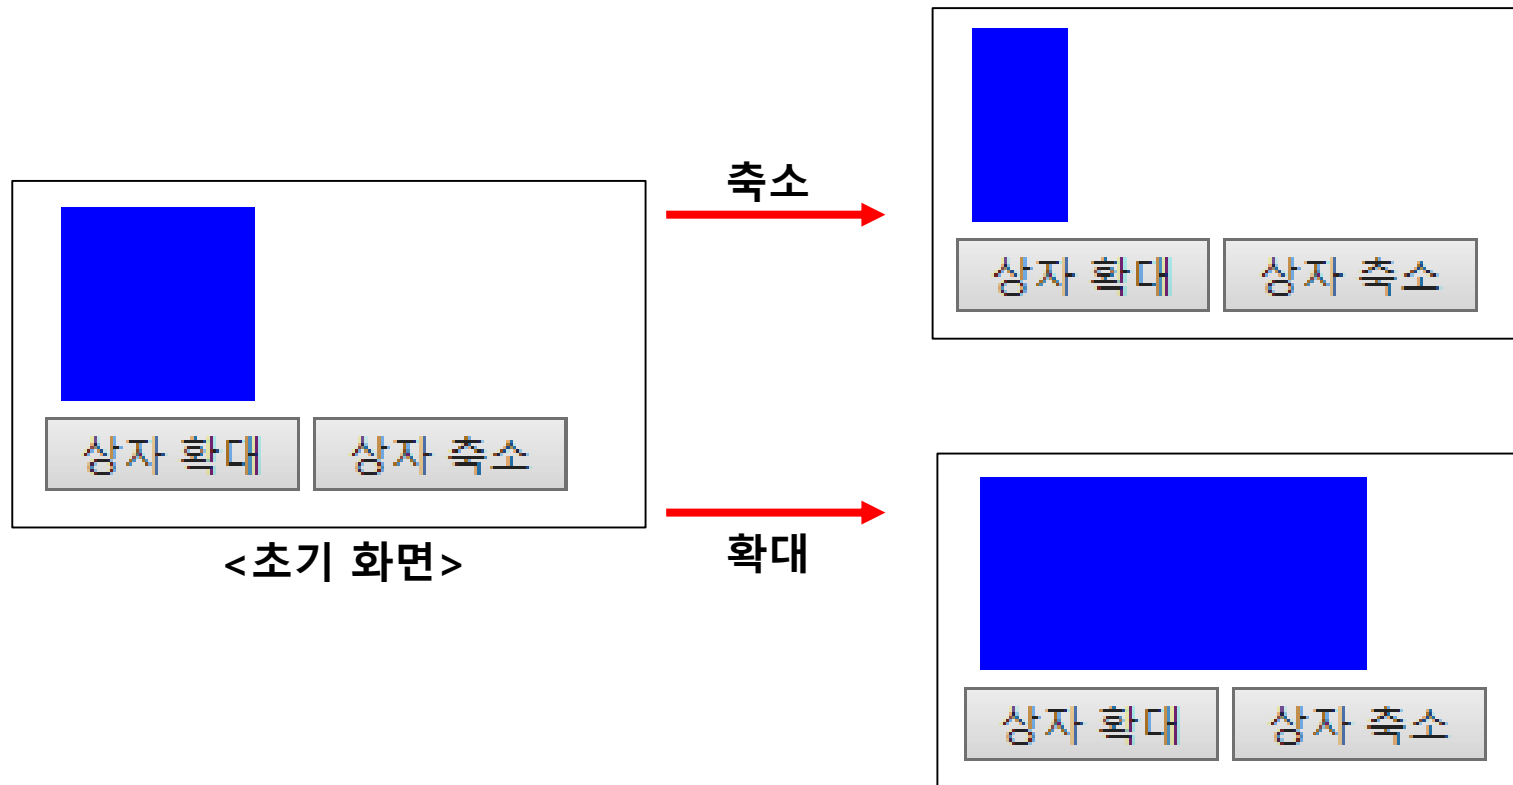 상자 확대 상자 축소
<초기 화면>
축소
확대
상자 확대 상자 축소
상자 확대 상자 축소